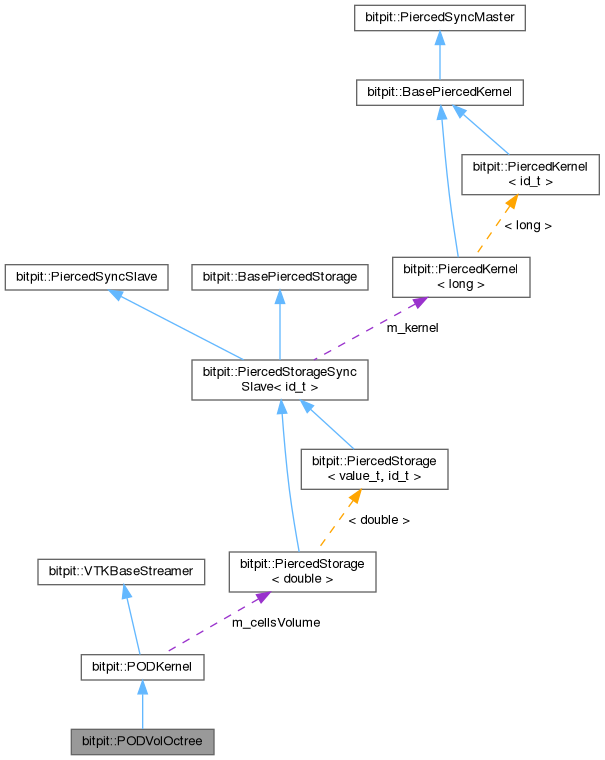 bitpit::PiercedSyncMaster
bitpit::BasePiercedKernel
bitpit::PiercedKernel
< id_t >
< long >
bitpit::PiercedKernel
< long >
bitpit::PiercedSyncSlave
bitpit::BasePiercedStorage
m_kernel
bitpit::PiercedStorageSync
Slave< id_t >
bitpit::PiercedStorage
< value_t, id_t >
< double >
bitpit::PiercedStorage
< double >
bitpit::VTKBaseStreamer
m_cellsVolume
bitpit::PODKernel
bitpit::PODVolOctree